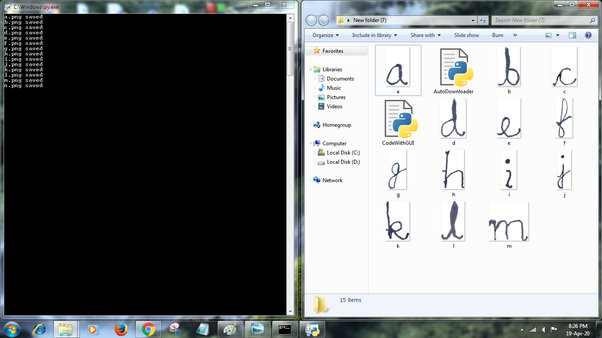 C:\Windows\py.exe
a.png saved
b.png saved
c.png saved
d.png saved
e.png saved
f.png saved
g.png saved
h.png saved
i.png saved
j.png saved
k.png saved
l.png saved
m.png saved
n.png saved
New folder (7)
Search New folder (7)
Organize
Include in library
Share with
Slide show
Burn
»
Favorites
Libraries
Documents
Music
Pictures
Videos
Homegroup
Computer
Local Disk (C:)
Local Disk (D:)
Network
a b c
a AutoDownloader b c
d e f
CodeWithGUI d e f
g h i j
g h i j
k l m
k l m
15 items
8:26 PM
19-Apr-20